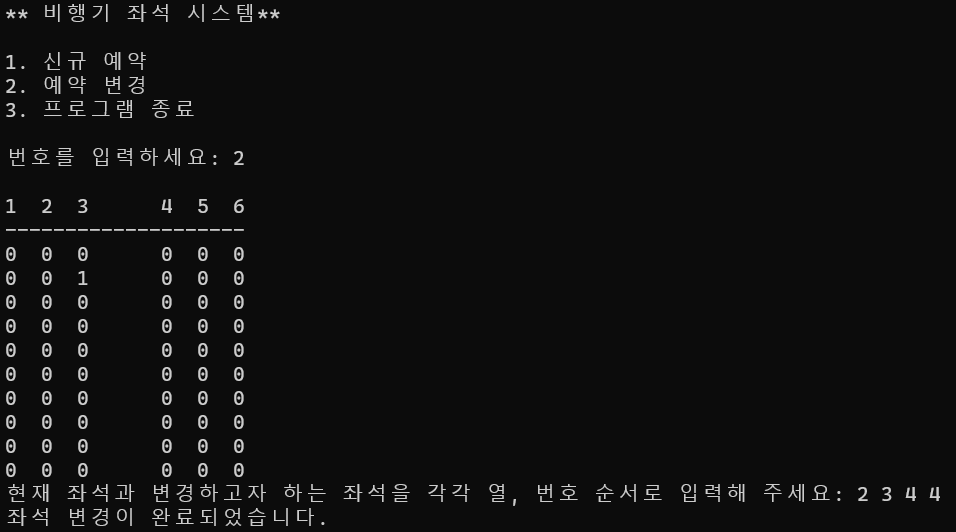 ** 비행기 좌석 시스템**
1. 신규 예약
2. 예약 변경
3. 프로그램 종료
번호를 입력하세요: 2
1  2  3      4  5  6
--------------------
0  0  0      0  0  0
0  0  1      0  0  0
0  0  0      0  0  0
0  0  0      0  0  0
0  0  0      0  0  0
0  0  0      0  0  0
0  0  0      0  0  0
0  0  0      0  0  0
0  0  0      0  0  0
0  0  0      0  0  0
현재 좌석과 변경하고자 하는 좌석을 각각 열, 번호 순서로 입력해 주세요: 2 3 4 4
좌석 변경이 완료되었습니다.